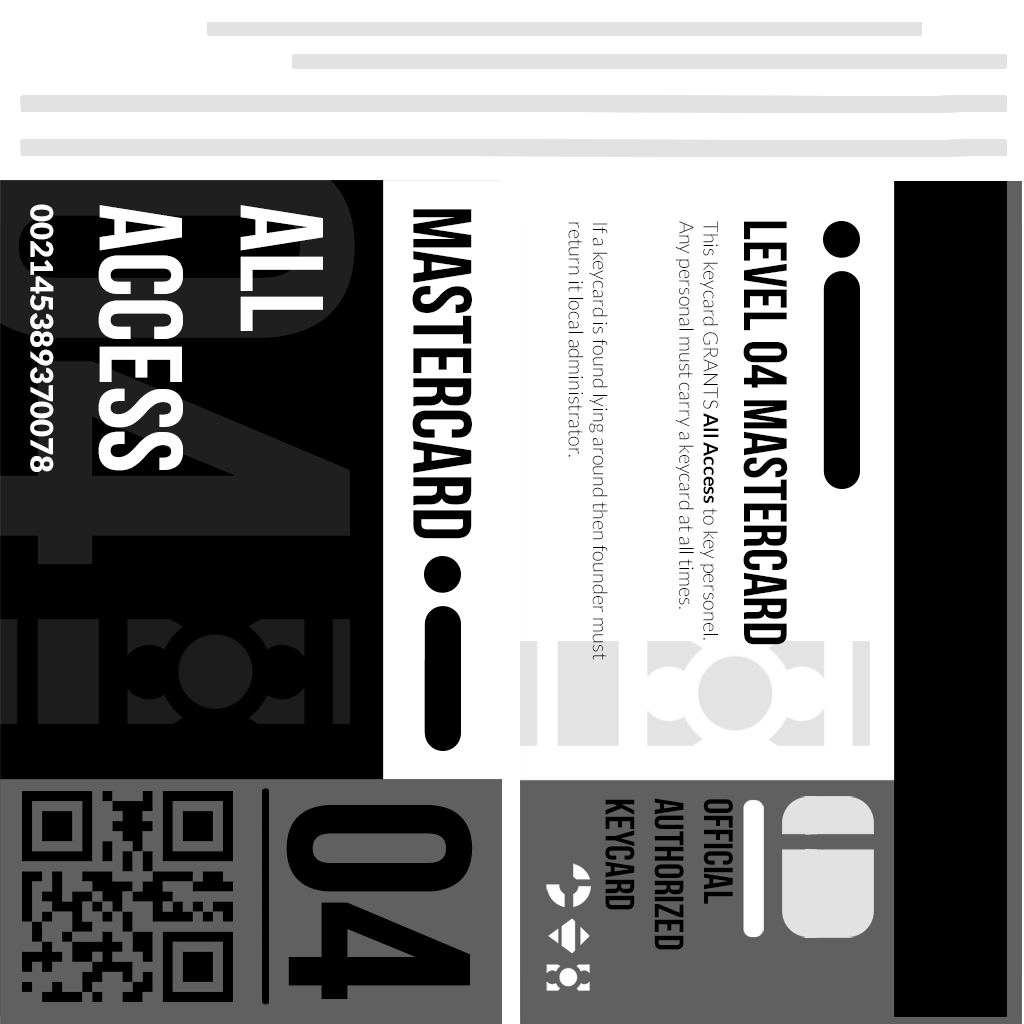 MASTERCARD
ALL
ACCESS
002145389370078
04
04
LEVEL 04 MASTERCARD
This keycard GRANTS All Access to key personel.
Any personal must carry a keycard at all times.
If a keycard is found lying around then founder must
return it local administrator.
OFFICIAL
AUTHORIZED
KEYCARD